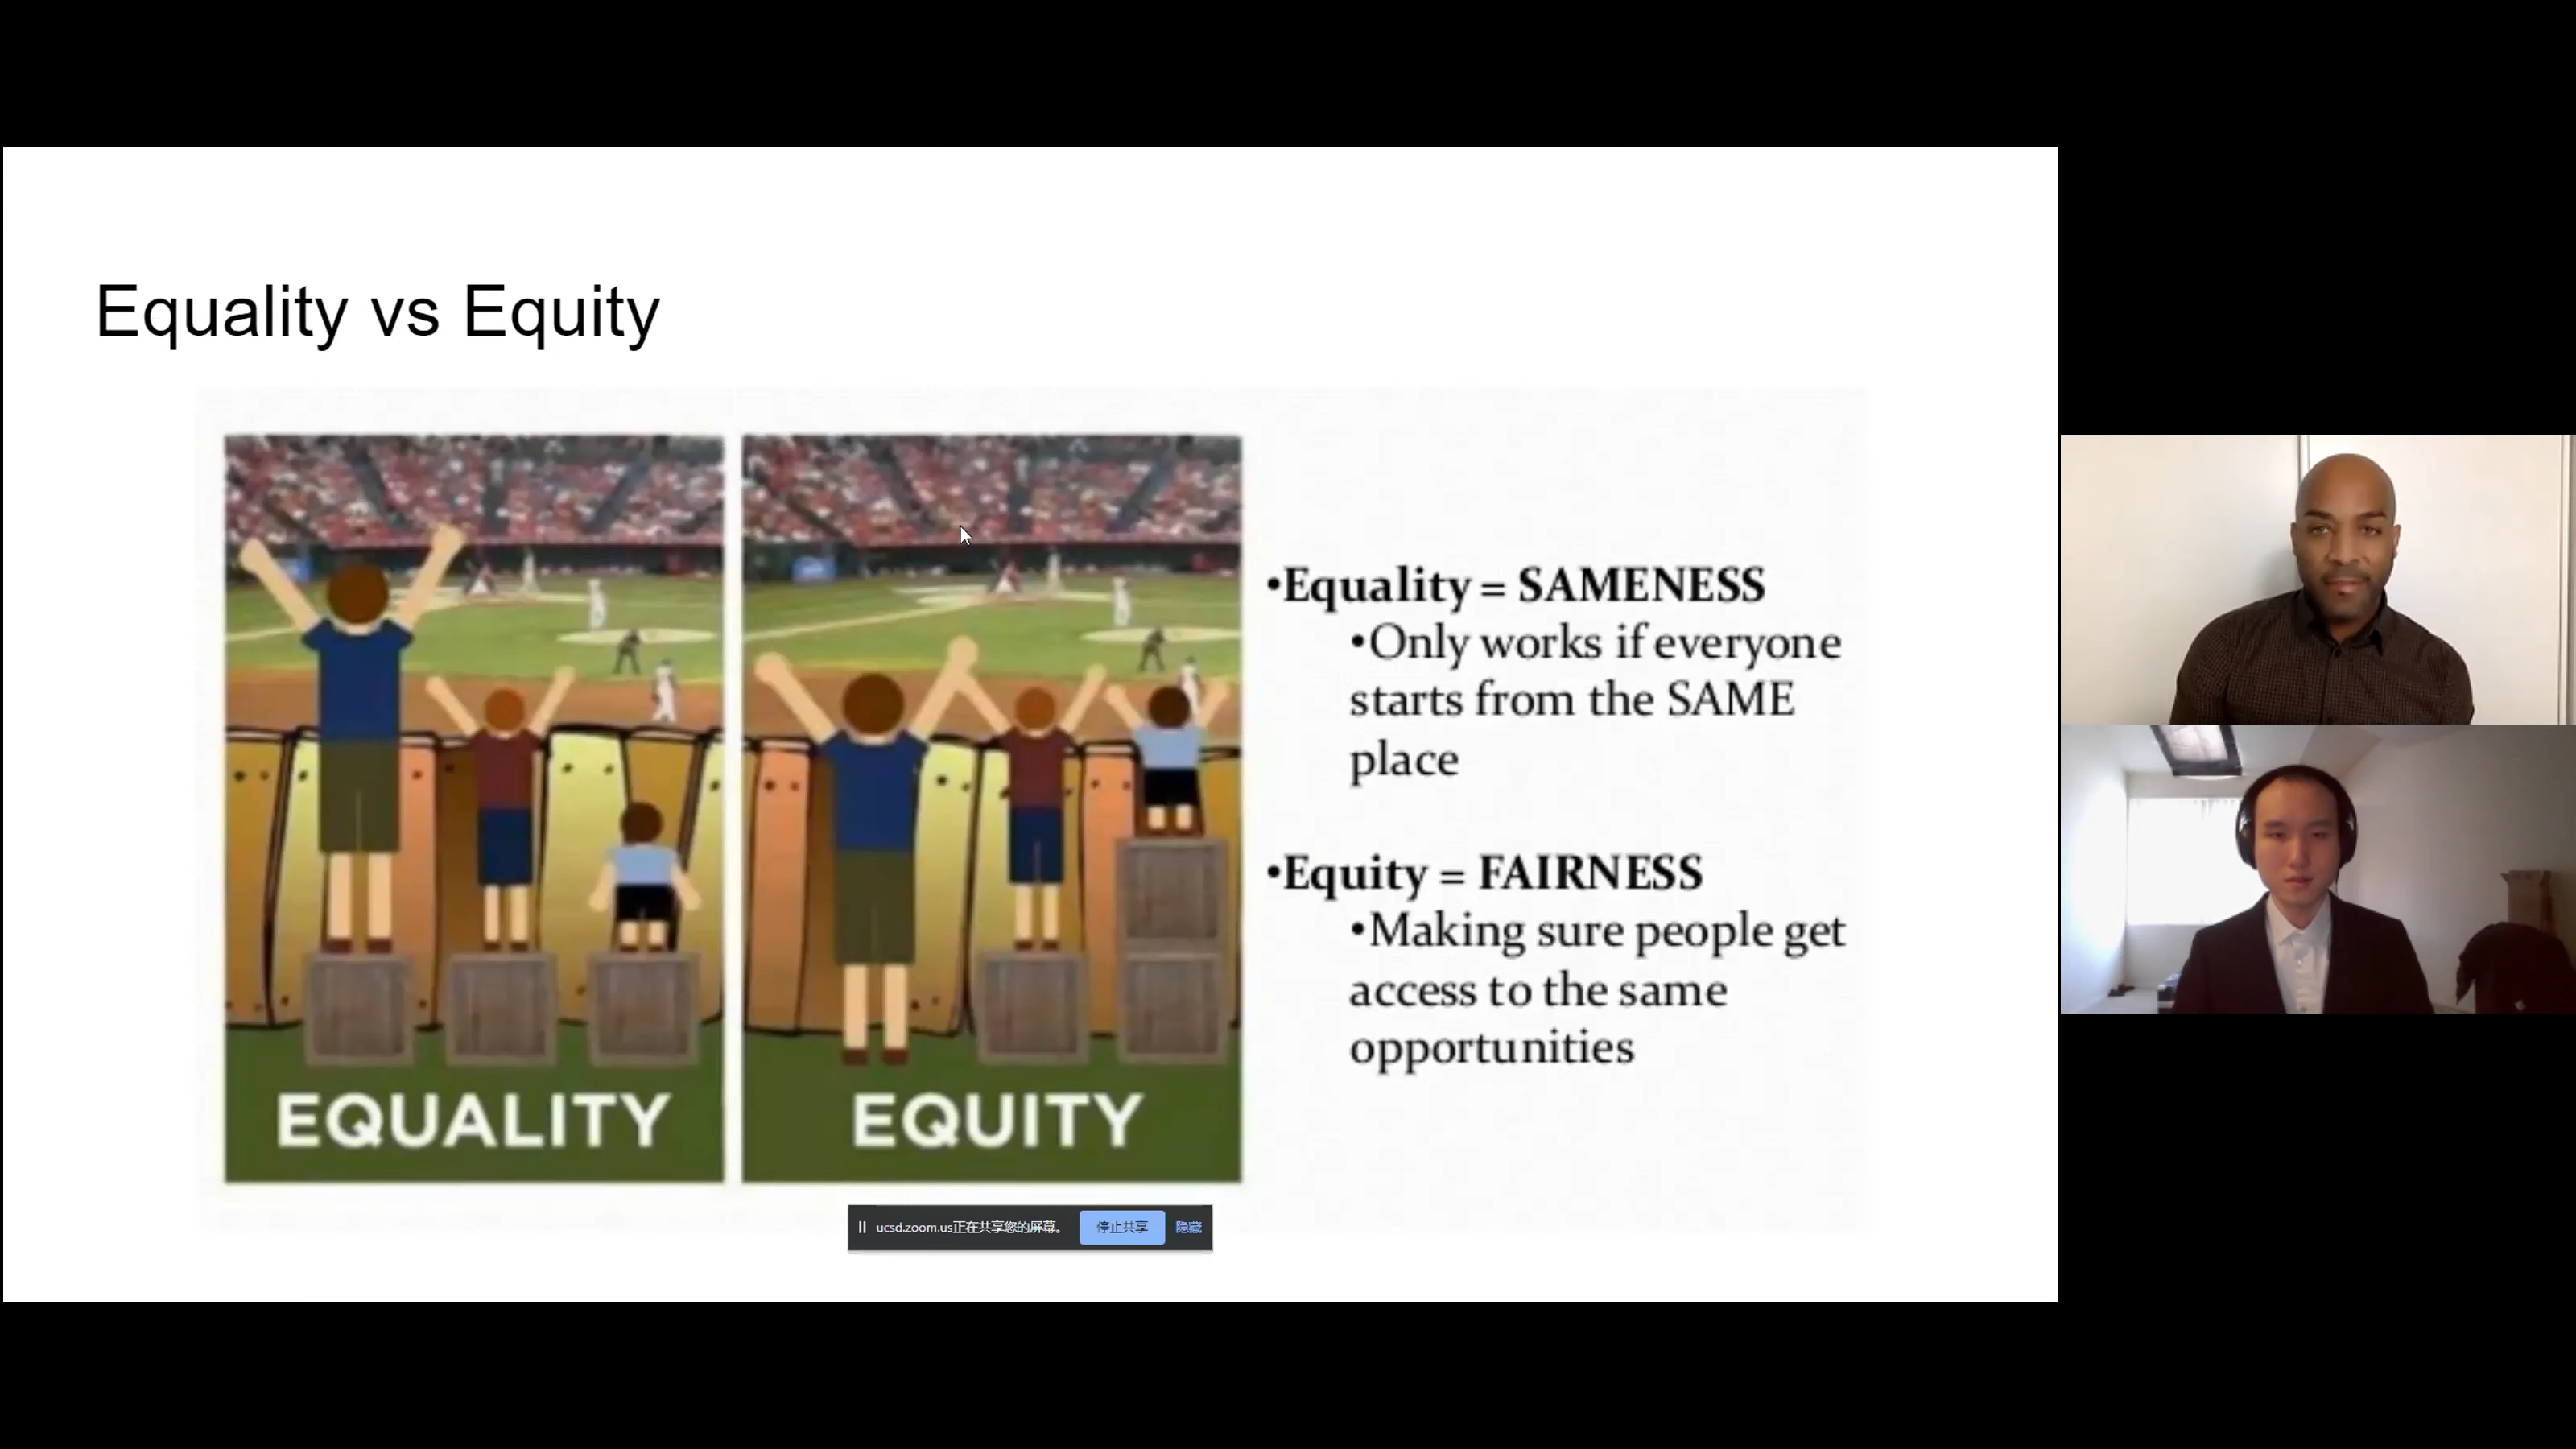 Equality vs Equity
EQUALITY
EQUITY
•Equality = SAMENESS
•Only works if everyone
starts from the SAME
place
•Equity = FAIRNESS
•Making sure people get
access to the same
opportunities
ucsd.zoom.us正在共享您的屏幕。 停止共享 隐藏